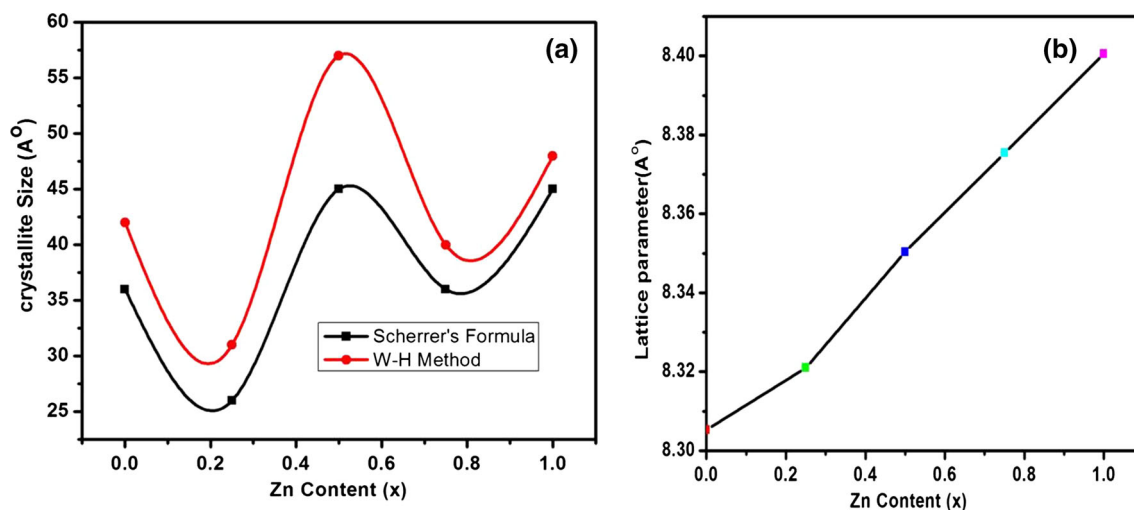 (a)
60
55
50
45
40
35
30
25
crystallite Size (A^o)
Scherrer's Formula
W-H Method
0.0 0.2 0.4 0.6 0.8 1.0
Zn Content (x)
(b)
8.40
8.38
8.36
8.34
8.32
8.30
Lattice parameter(A^o)
0.0 0.2 0.4 0.6 0.8 1.0
Zn Content (x)